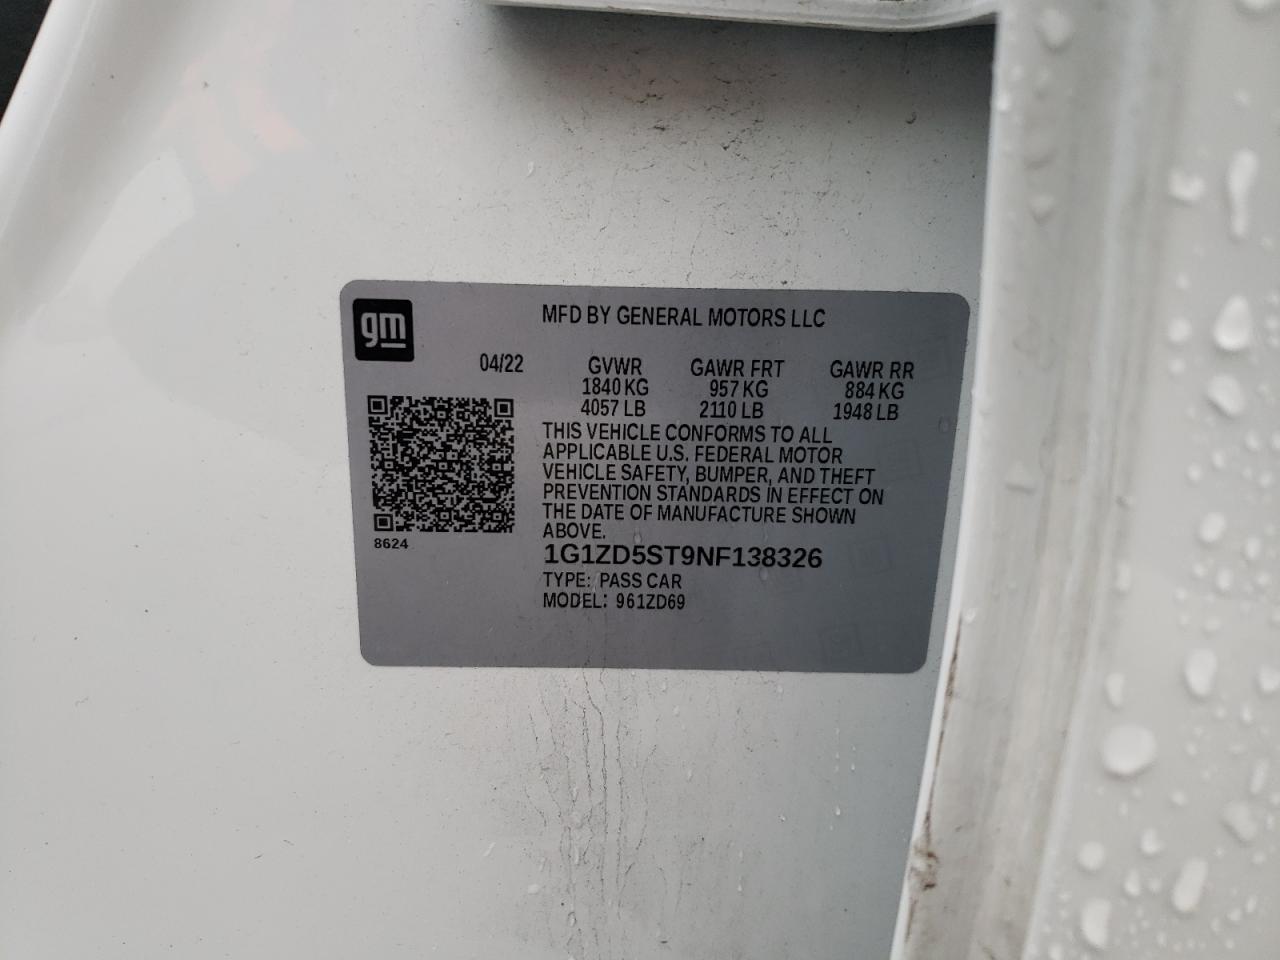 gm
MFD BY GENERAL MOTORS LLC
04/22 GVWR GAWR FRT GAWR RR
1840 KG 957 KG 884 KG
4057 LB 2110 LB 1948 LB
THIS VEHICLE CONFORMS TO ALL
APPLICABLE U.S. FEDERAL MOTOR
VEHICLE SAFETY, BUMPER, AND THEFT
PREVENTION STANDARDS IN EFFECT ON
THE DATE OF MANUFACTURE SHOWN
ABOVE.
8624
1G1ZD5ST9NF138326
TYPE: PASS CAR
MODEL: 961ZD69